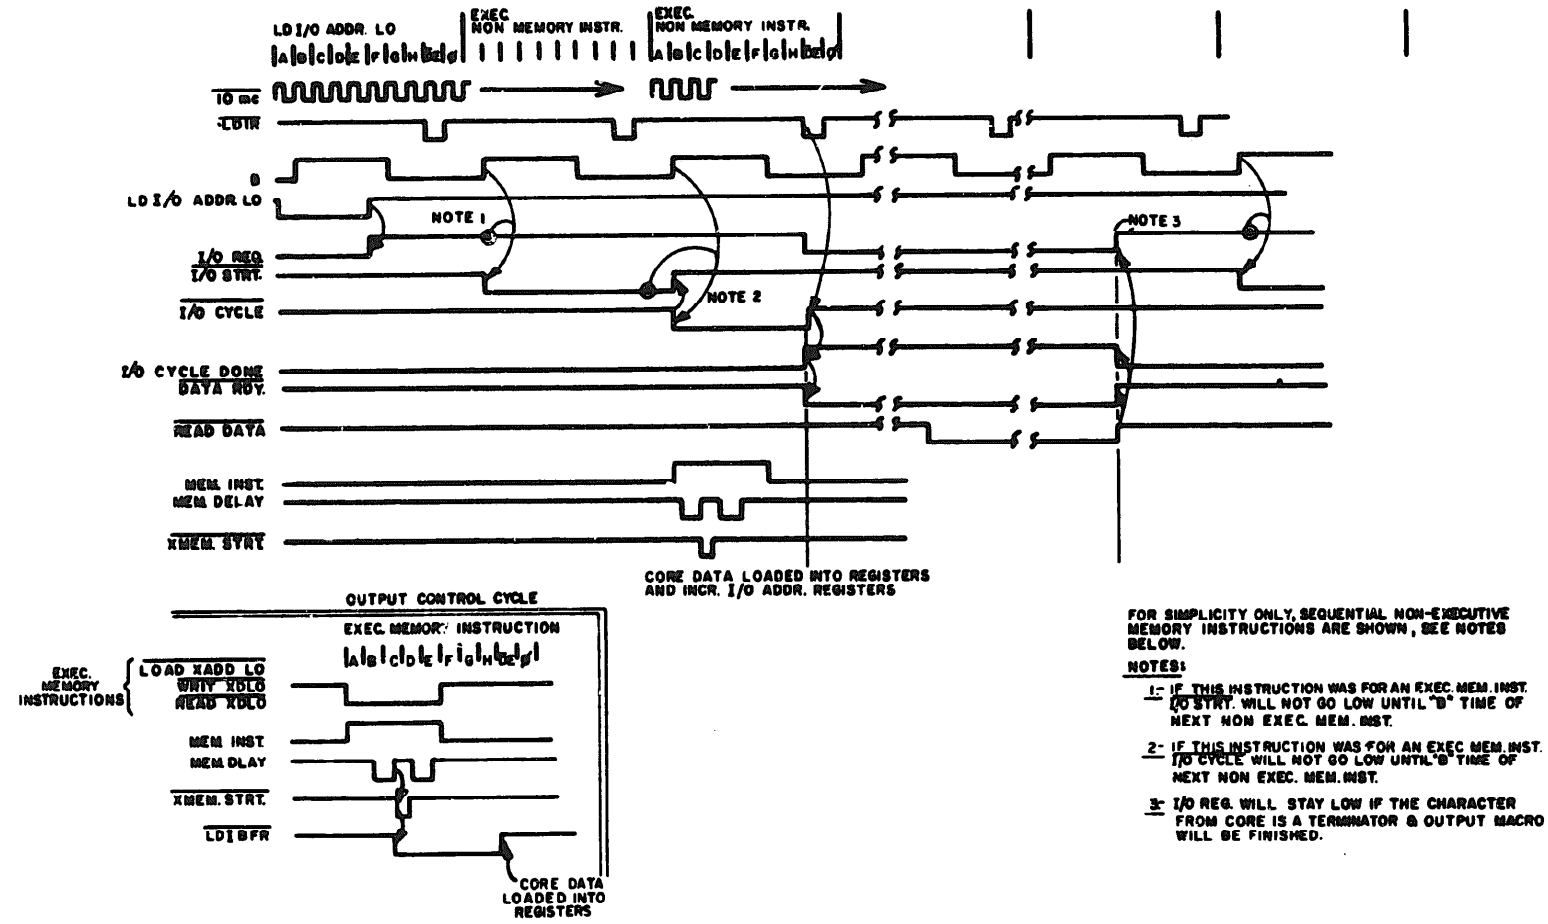 LD I/O ADDR. LO
EXEC.
NON MEMORY INSTR.
EXEC.
NON MEMORY INSTR.
A B C D E F G H DE Ø
A B C D E F G H DE Ø
10 mc
LDIR
B
LD I/O ADDR. LO
NOTE 1
NOTE 3
I/O REQ.
I/O STRT.
NOTE 2
I/O CYCLE
I/O CYCLE DONE
DATA RDY.
READ DATA
MEM. INST.
MEM DELAY
XMEM. STRT.
CORE DATA LOADED INTO REGISTERS
AND INCR. I/O ADDR. REGISTERS
OUTPUT CONTROL CYCLE
EXEC. MEMORY INSTRUCTION
A B C D E F G H DE Ø
EXEC.
MEMORY
INSTRUCTIONS
LOAD XADD LO
WRIT XDLO
READ XDLO
MEM INST.
MEM DLAY
XMEM. STRT.
LDIBFR
CORE DATA
LOADED INTO
REGISTERS
FOR SIMPLICITY ONLY, SEQUENTIAL NON-EXECUTIVE
MEMORY INSTRUCTIONS ARE SHOWN, SEE NOTES
BELOW.
NOTES:
1- IF THIS INSTRUCTION WAS FOR AN EXEC. MEM. INST.
I/O STRT. WILL NOT GO LOW UNTIL "B" TIME OF
NEXT NON EXEC. MEM. INST.
2- IF THIS INSTRUCTION WAS FOR AN EXEC MEM. INST.
I/O CYCLE WILL NOT GO LOW UNTIL "B" TIME OF
NEXT NON EXEC. MEM. INST.
3- I/O REG. WILL STAY LOW IF THE CHARACTER
FROM CORE IS A TERMINATOR & OUTPUT MACRO
WILL BE FINISHED.